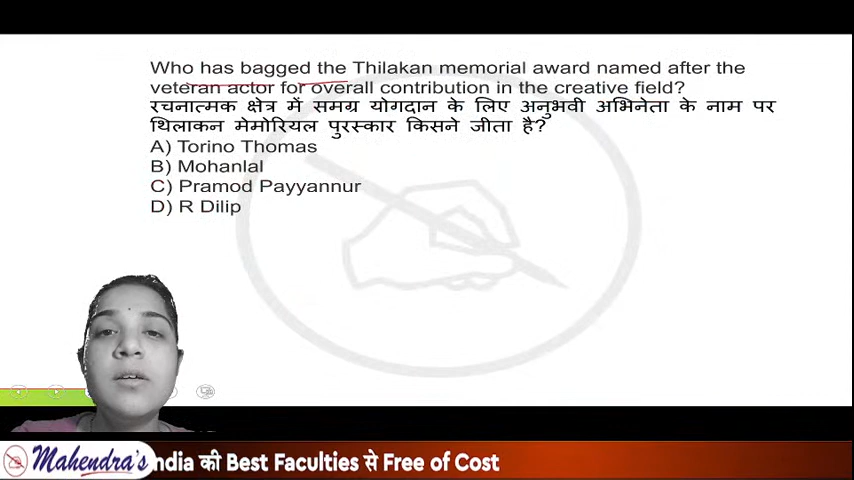 Who has bagged the Thilakan memorial award named after the
veteran actor for overall contribution in the creative field?
रचनात्मक क्षेत्र में समग्र योगदान के लिए अनुभवी अभिनेता के नाम पर
थिलाकन मेमोरियल पुरस्कार किसने जीता है?
A) Torino Thomas
B) Mohanlal
C) Pramod Payyannur
D) R Dilip
Mahendra's India की Best Faculties से Free of Cost